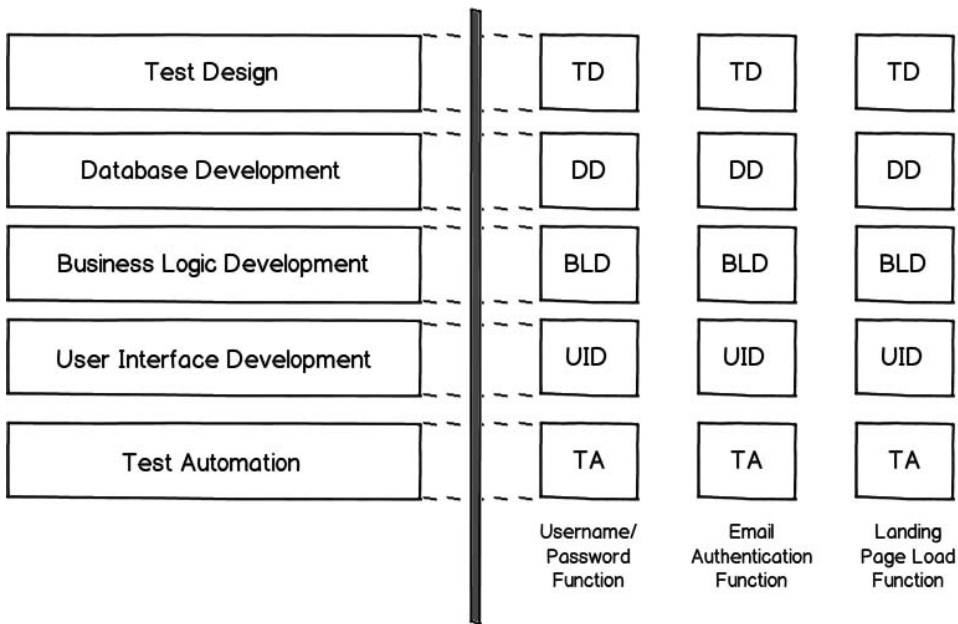 Test Design
TD
TD
TD
Database Development
DD
DD
DD
Business Logic Development
BLD
BLD
BLD
User Interface Development
UID
UID
UID
Test Automation
TA
TA
TA
Username/
Password
Function
Email
Authentication
Function
Landing
Page Load
Function